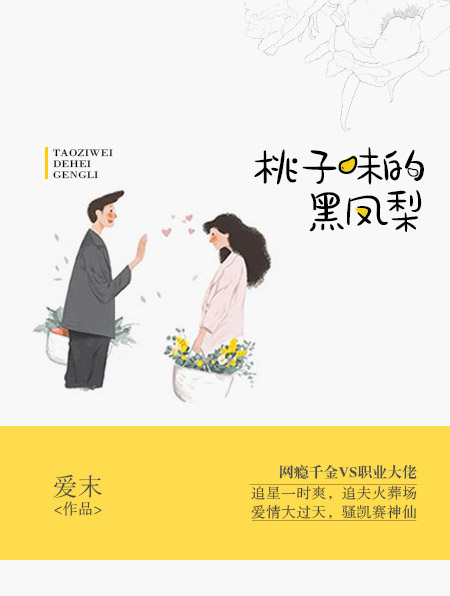 TAOZIWEI
DEHEI
GENGLI
桃子味的
黑凤梨
爱末
<作品>
网瘾千金VS职业大佬
追星一时爽，追夫火葬场
爱情大过天，骚凯赛神仙